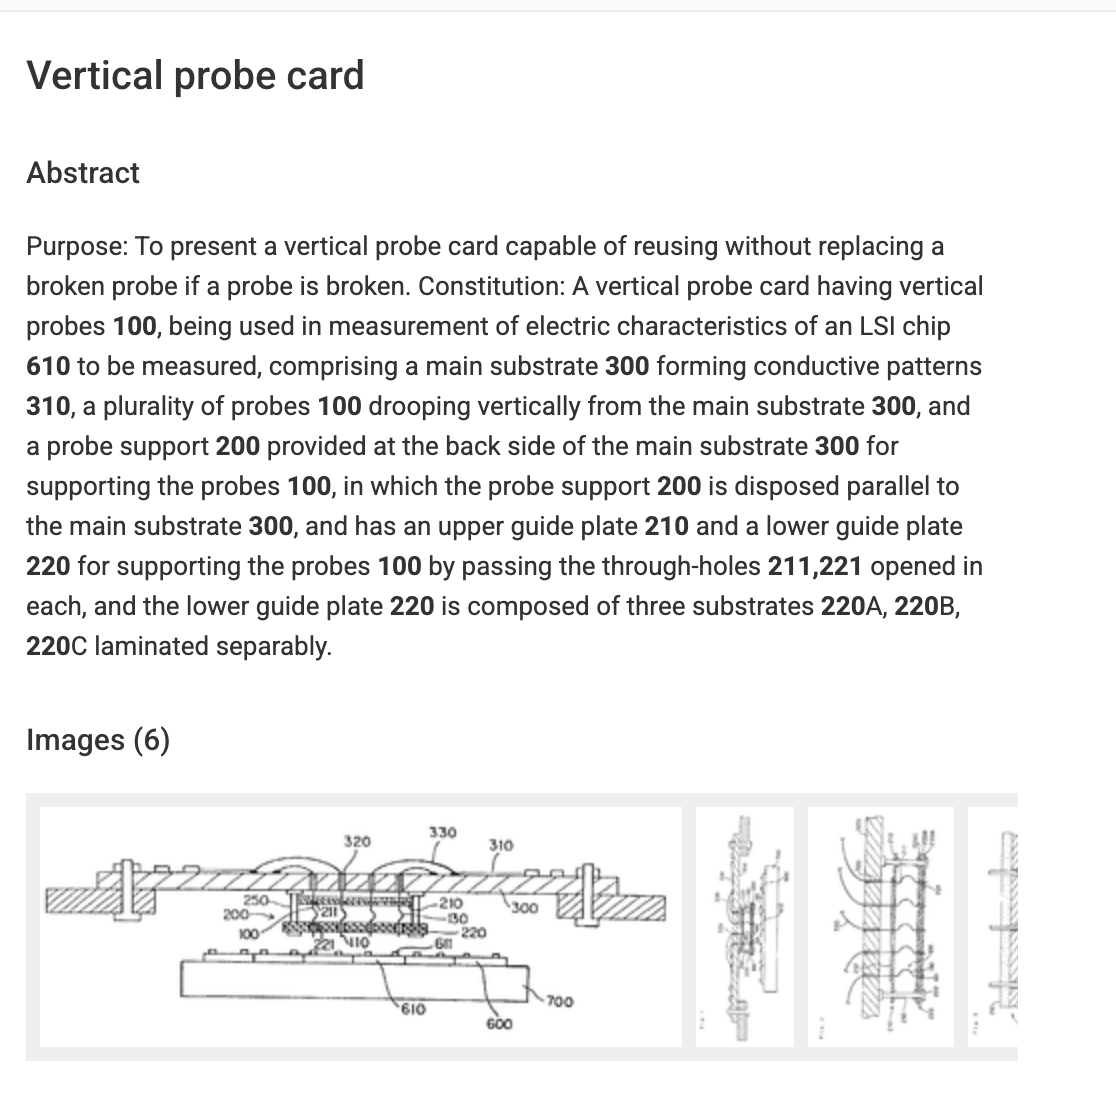 Vertical probe card
Abstract
Purpose: To present a vertical probe card capable of reusing without replacing a
broken probe if a probe is broken. Constitution: A vertical probe card having vertical
probes 100, being used in measurement of electric characteristics of an LSI chip
610 to be measured, comprising a main substrate 300 forming conductive patterns
310, a plurality of probes 100 drooping vertically from the main substrate 300, and
a probe support 200 provided at the back side of the main substrate 300 for
supporting the probes 100, in which the probe support 200 is disposed parallel to
the main substrate 300, and has an upper guide plate 210 and a lower guide plate
220 for supporting the probes 100 by passing the through-holes 211,221 opened in
each, and the lower guide plate 220 is composed of three substrates 220A, 220B,
220C laminated separably.
Images (6)
330
320
310
250
210
211
300
200
130
100
220
221
110
611
700
610
600